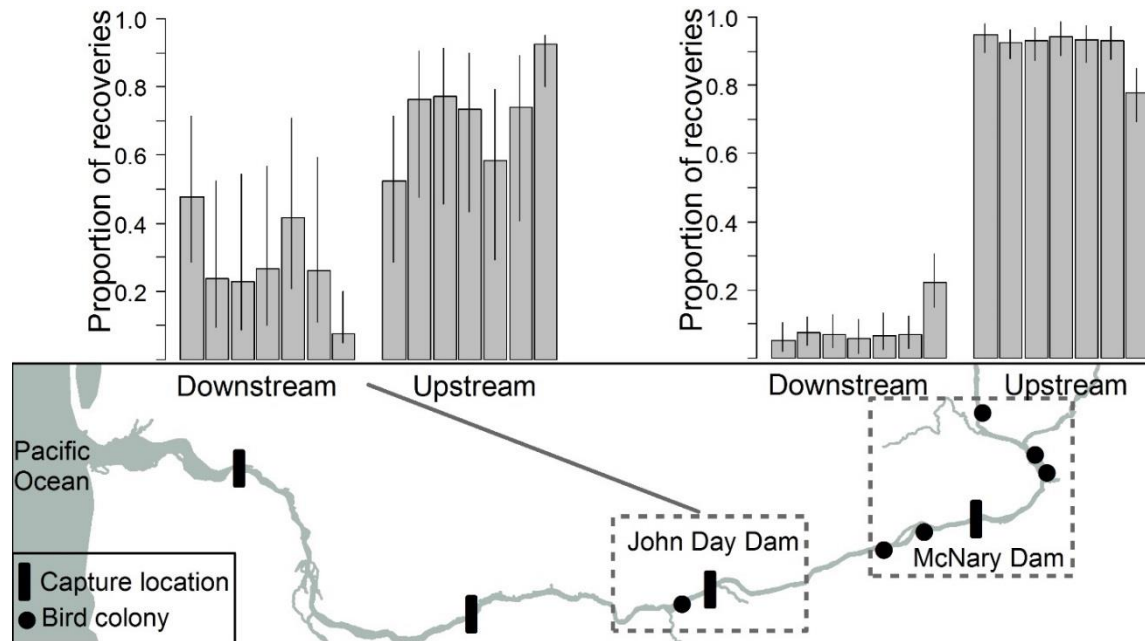 Proportion of recoveries
1.0
0.8
0.6
0.4
0.2
Downstream
Upstream
Proportion of recoveries
1.0
0.8
0.6
0.4
0.2
Downstream
Upstream
Pacific
Ocean
John Day Dam
McNary Dam
Capture location
Bird colony